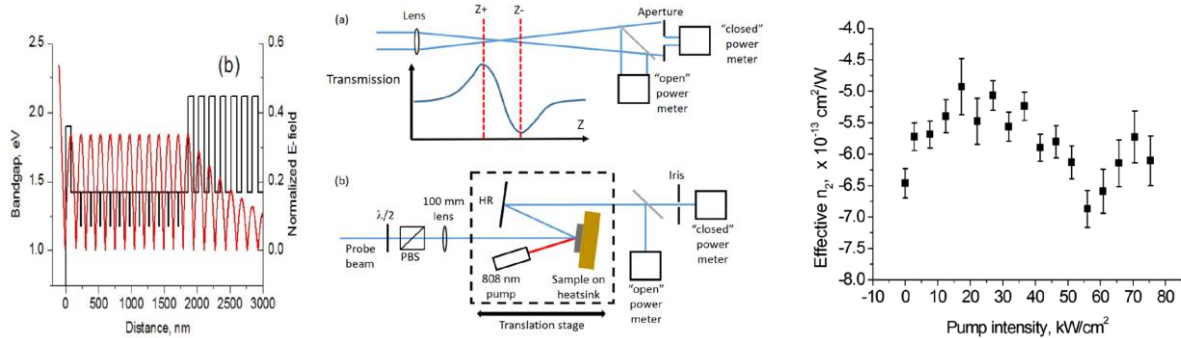 (b)
Bandgap, eV
2.5
2.0
1.5
1.0
0.6
0.4
0.2
0.0
Normalized E-field
0 500 1000 1500 2000 2500 3000
Distance, nm
(a)
Lens
Z+
Z-
Aperture
"closed"
power
meter
Transmission
"open"
power
meter
Z
(b)
λ/2
100 mm
lens
HR
Iris
Probe
beam
PBS
808 nm
pump
Sample on
heatsink
"closed"
power
meter
"open"
power
meter
Translation stage
Effective n2, x 10-13 cm2/W
-4.0
-4.5
-5.0
-5.5
-6.0
-6.5
-7.0
-7.5
-8.0
-10 0 10 20 30 40 50 60 70 80
Pump intensity, kW/cm2